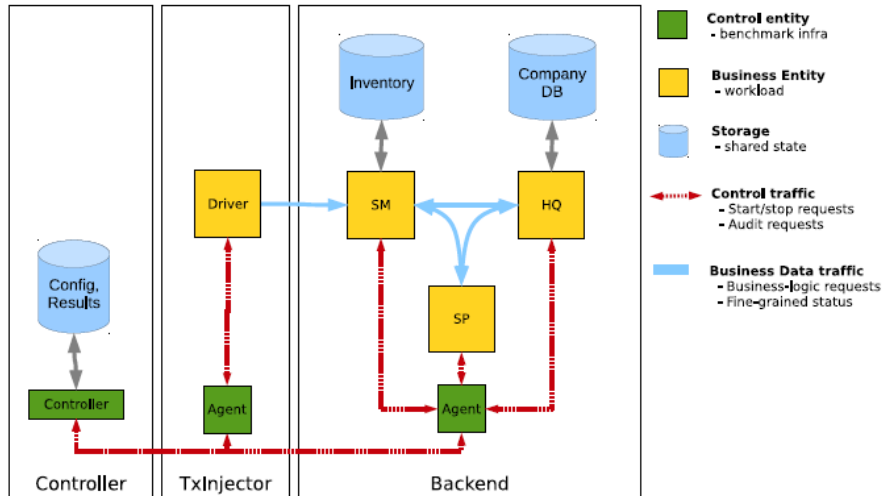 Inventory
Company
DB
Driver
SM
HQ
Config,
Results
SP
Controller
Agent
Agent
Controller
TxInjector
Backend
Control entity
- benchmark infra
Business Entity
- workload
Storage
- shared state
Control traffic
- Start/stop requests
- Audit requests
Business Data traffic
- Business-logic requests
- Fine-grained status